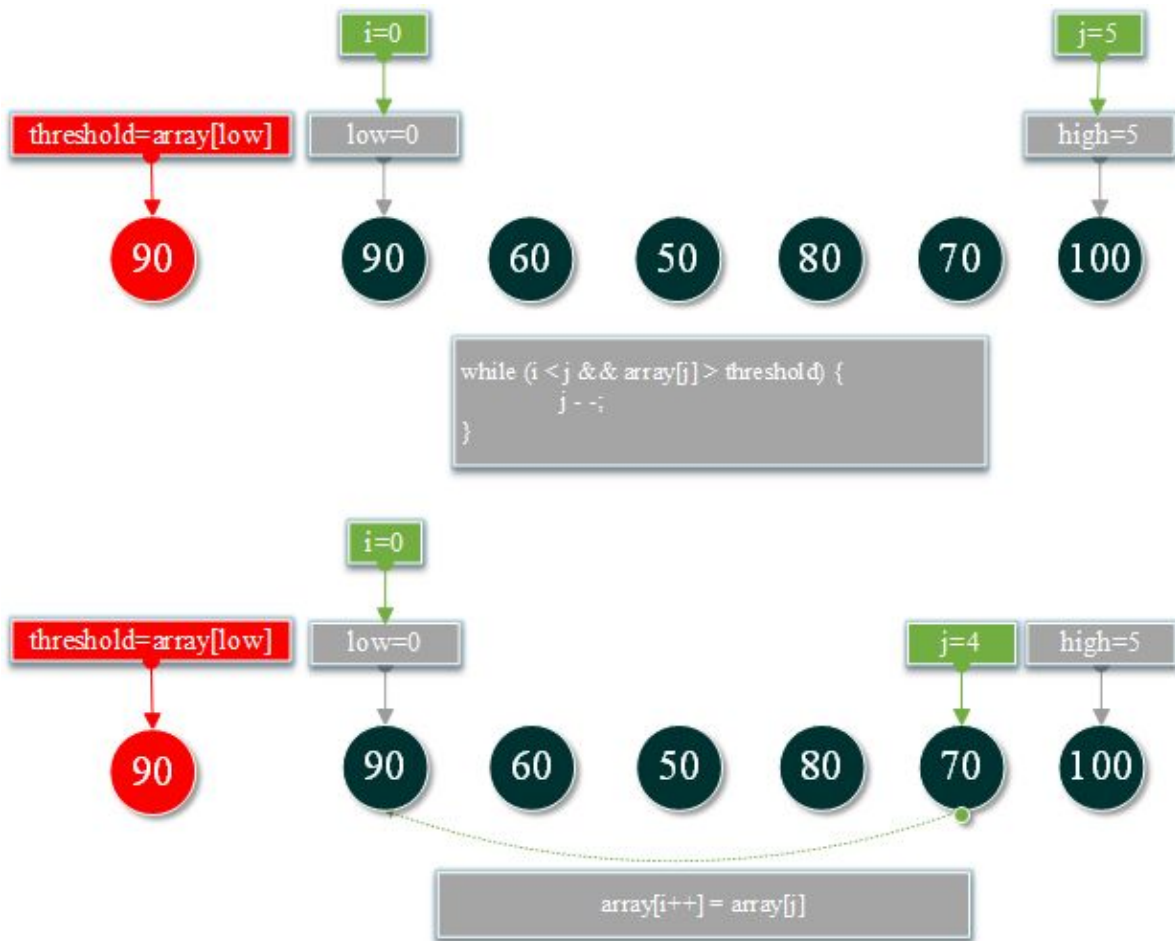 i=0 j=5
threshold=array[low] low=0 high=5
90 90 60 50 80 70 100
while (i < j && array[j] > threshold) {
j - -;
}
i=0
threshold=array[low] low=0 j=4 high=5
90 90 60 50 80 70 100
array[i++] = array[j]